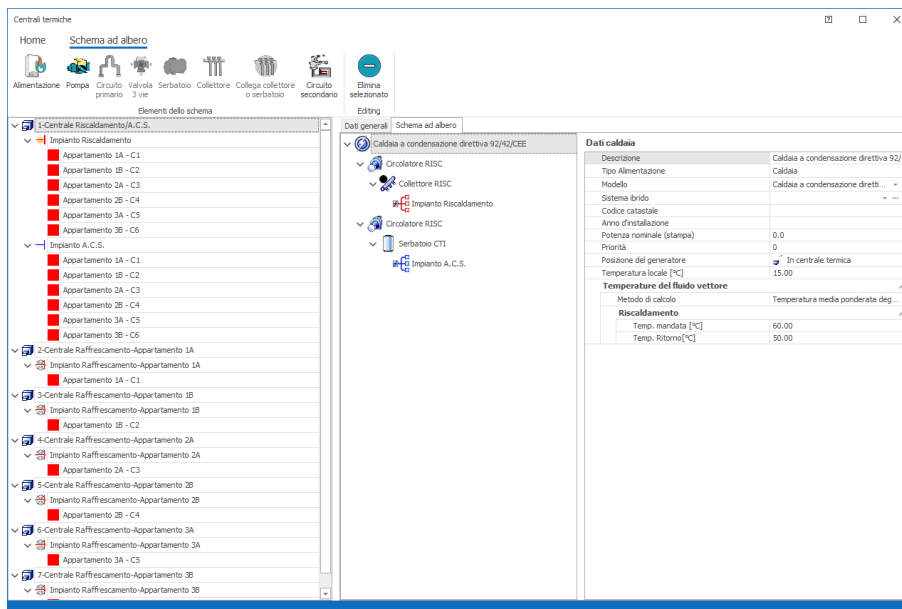 Centrali termiche
Home Schema ad albero
Alimentazione Pompa Circuito primario Valvola 3 vie Serbatoio Collettore Collega collettore o serbatoio Circuito secondario Elimina selezionato
Elementi dello schema Editing
1-Centrale Riscaldamento/A.C.S.
Impianto Riscaldamento
Appartamento 1A - C1
Appartamento 1B - C2
Appartamento 2A - C3
Appartamento 2B - C4
Appartamento 3A - C5
Appartamento 3B - C6
Impianto A.C.S.
Appartamento 1A - C1
Appartamento 1B - C2
Appartamento 2A - C3
Appartamento 2B - C4
Appartamento 3A - C5
Appartamento 3B - C6
2-Centrale Raffrescamento-Appartamento 1A
Impianto Raffrescamento-Appartamento 1A
Appartamento 1A - C1
3-Centrale Raffrescamento-Appartamento 1B
Impianto Raffrescamento-Appartamento 1B
Appartamento 1B - C2
4-Centrale Raffrescamento-Appartamento 2A
Impianto Raffrescamento-Appartamento 2A
Appartamento 2A - C3
5-Centrale Raffrescamento-Appartamento 2B
Impianto Raffrescamento-Appartamento 2B
Appartamento 2B - C4
6-Centrale Raffrescamento-Appartamento 3A
Impianto Raffrescamento-Appartamento 3A
Appartamento 3A - C5
7-Centrale Raffrescamento-Appartamento 3B
Impianto Raffrescamento-Appartamento 3B
Dati generali Schema ad albero
Caldaia a condensazione direttiva 92/42/CEE
Circolatore RISC
Collettore RISC
Impianto Riscaldamento
Circolatore RISC
Serbatoio CTI
Impianto A.C.S.
Dati caldaia
Descrizione Caldaia a condensazione direttiva 92/
Tipo Alimentazione Caldaia
Modello Caldaia a condensazione diretti...
Sistema ibrido ...
Codice catastale
Anno d'installazione
Potenza nominale (stampa) 0.0
Priorità 0
Posizione del generatore In centrale termica
Temperatura locale [°C] 15.00
Temperature del fluido vettore
Metodo di calcolo Temperatura media ponderata deg...
Riscaldamento
Temp. mandata [°C] 60.00
Temp. Ritorno[°C] 50.00